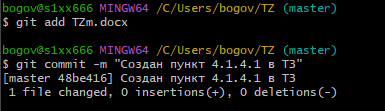 bogov@s1xx666 MINGW64 /C/Users/bogov/TZ (master)
$ git add TZm.docx
bogov@s1xx666 MINGW64 /C/Users/bogov/TZ (master)
$ git commit -m "Создан пункт 4.1.4.1 в ТЗ"
[master 48be416] Создан пункт 4.1.4.1 в ТЗ
 1 file changed, 0 insertions(+), 0 deletions(-)